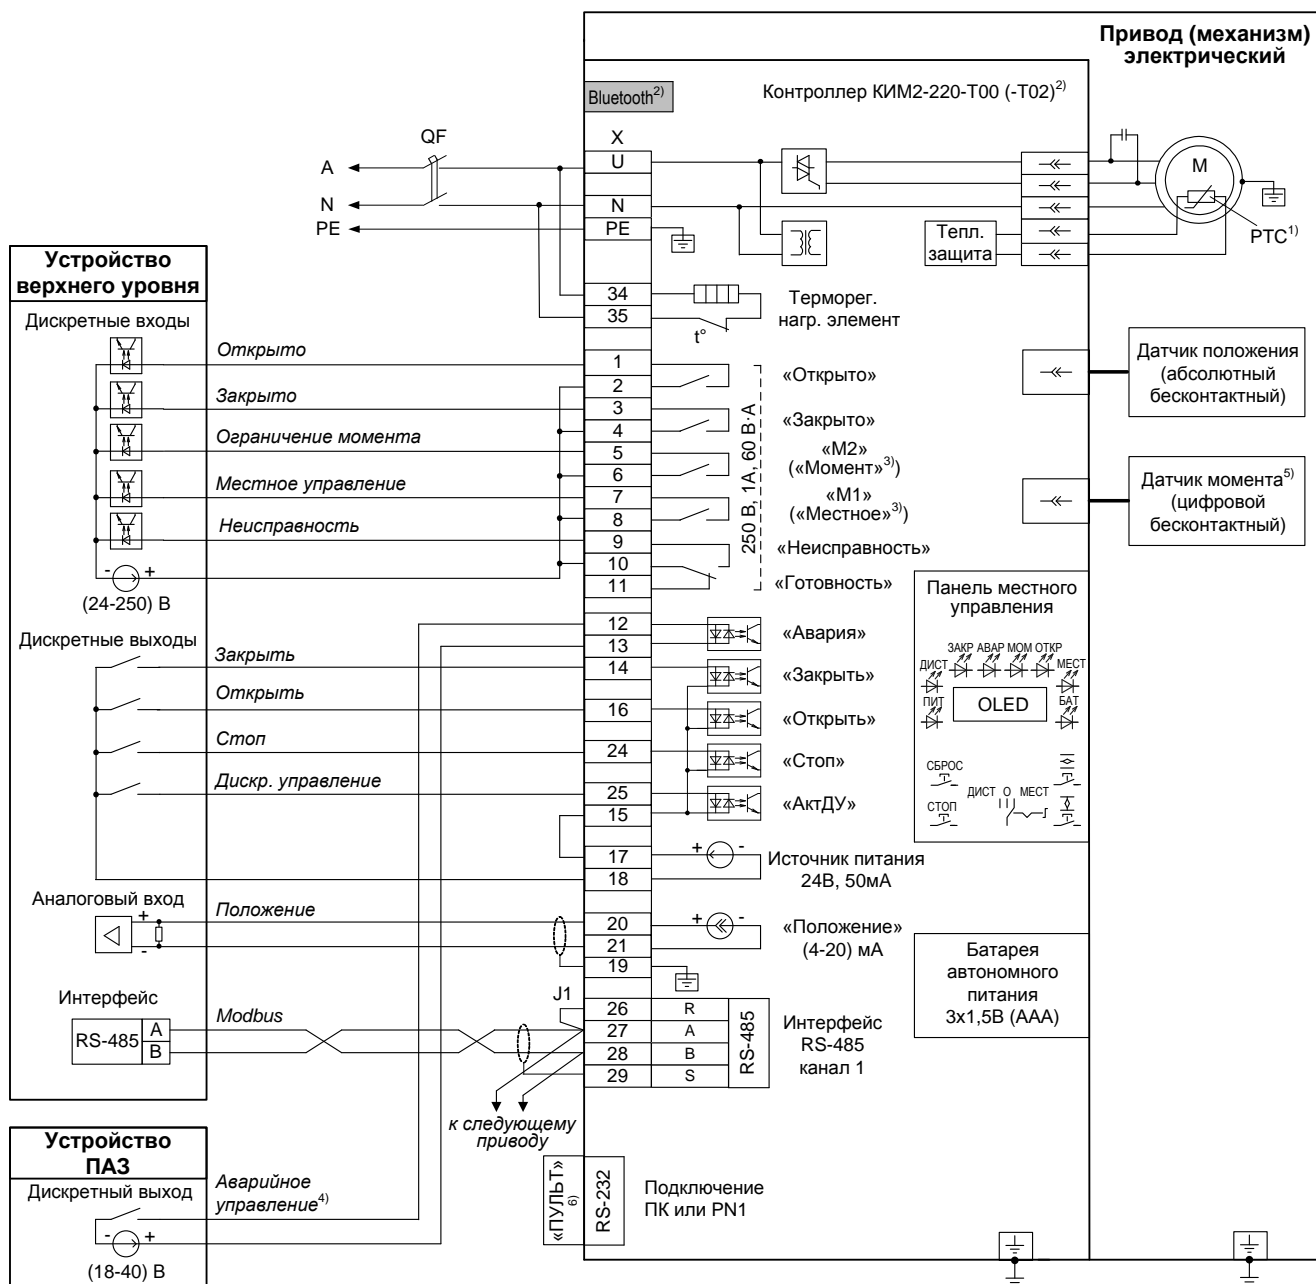 Привод (механизм)
электрический
Bluetooth2)
Контроллер КИМ2-220-Т00 (-Т02)2)
QF
X
A
U
M
N
N
PE
PE
Тепл.
защита
PTC1)
Устройство
верхнего уровня
Дискретные входы
34
35
t°
Терморег.
нагр. элемент
Открыто
Закрыто
Ограничение момента
Местное управление
Неисправность
- +
(24-250) В
1
2
3
4
5
6
7
8
9
10
11
250 В, 1А, 60 В·А
«Открыто»
«Закрыто»
«М2»
(«Момент»3))
«М1»
(«Местное»3))
«Неисправность»
«Готовность»
Датчик положения
(абсолютный
бесконтактный)
Датчик момента5)
(цифровой
бесконтактный)
Дискретные выходы
Закрыть
Открыть
Стоп
Дискр. управление
12
13
14
16
24
25
15
17
18
«Авария»
«Закрыть»
«Открыть»
«Стоп»
«АктДУ»
+ -
Источник питания
24В, 50мА
Панель местного
управления
ЗАКР АВАР МОМ ОТКР
ДИСТ МЕСТ
ПИТ OLED БАТ
СБРОС
ДИСТ О МЕСТ
СТОП
Аналоговый вход
+
-
Положение
20
21
19
+ -
«Положение»
(4-20) мА
Батарея
автономного
питания
3x1,5В (ААА)
Интерфейс
RS-485
A
B
Modbus
J1
26 R
27 A
28 B
29 S
RS-485
Интерфейс
RS-485
канал 1
к следующему
приводу
Устройство
ПАЗ
Дискретный выход
Аварийное
управление4)
- +
(18-40) В
«ПУЛЬТ»
6)
RS-232
Подключение
ПК или PN1